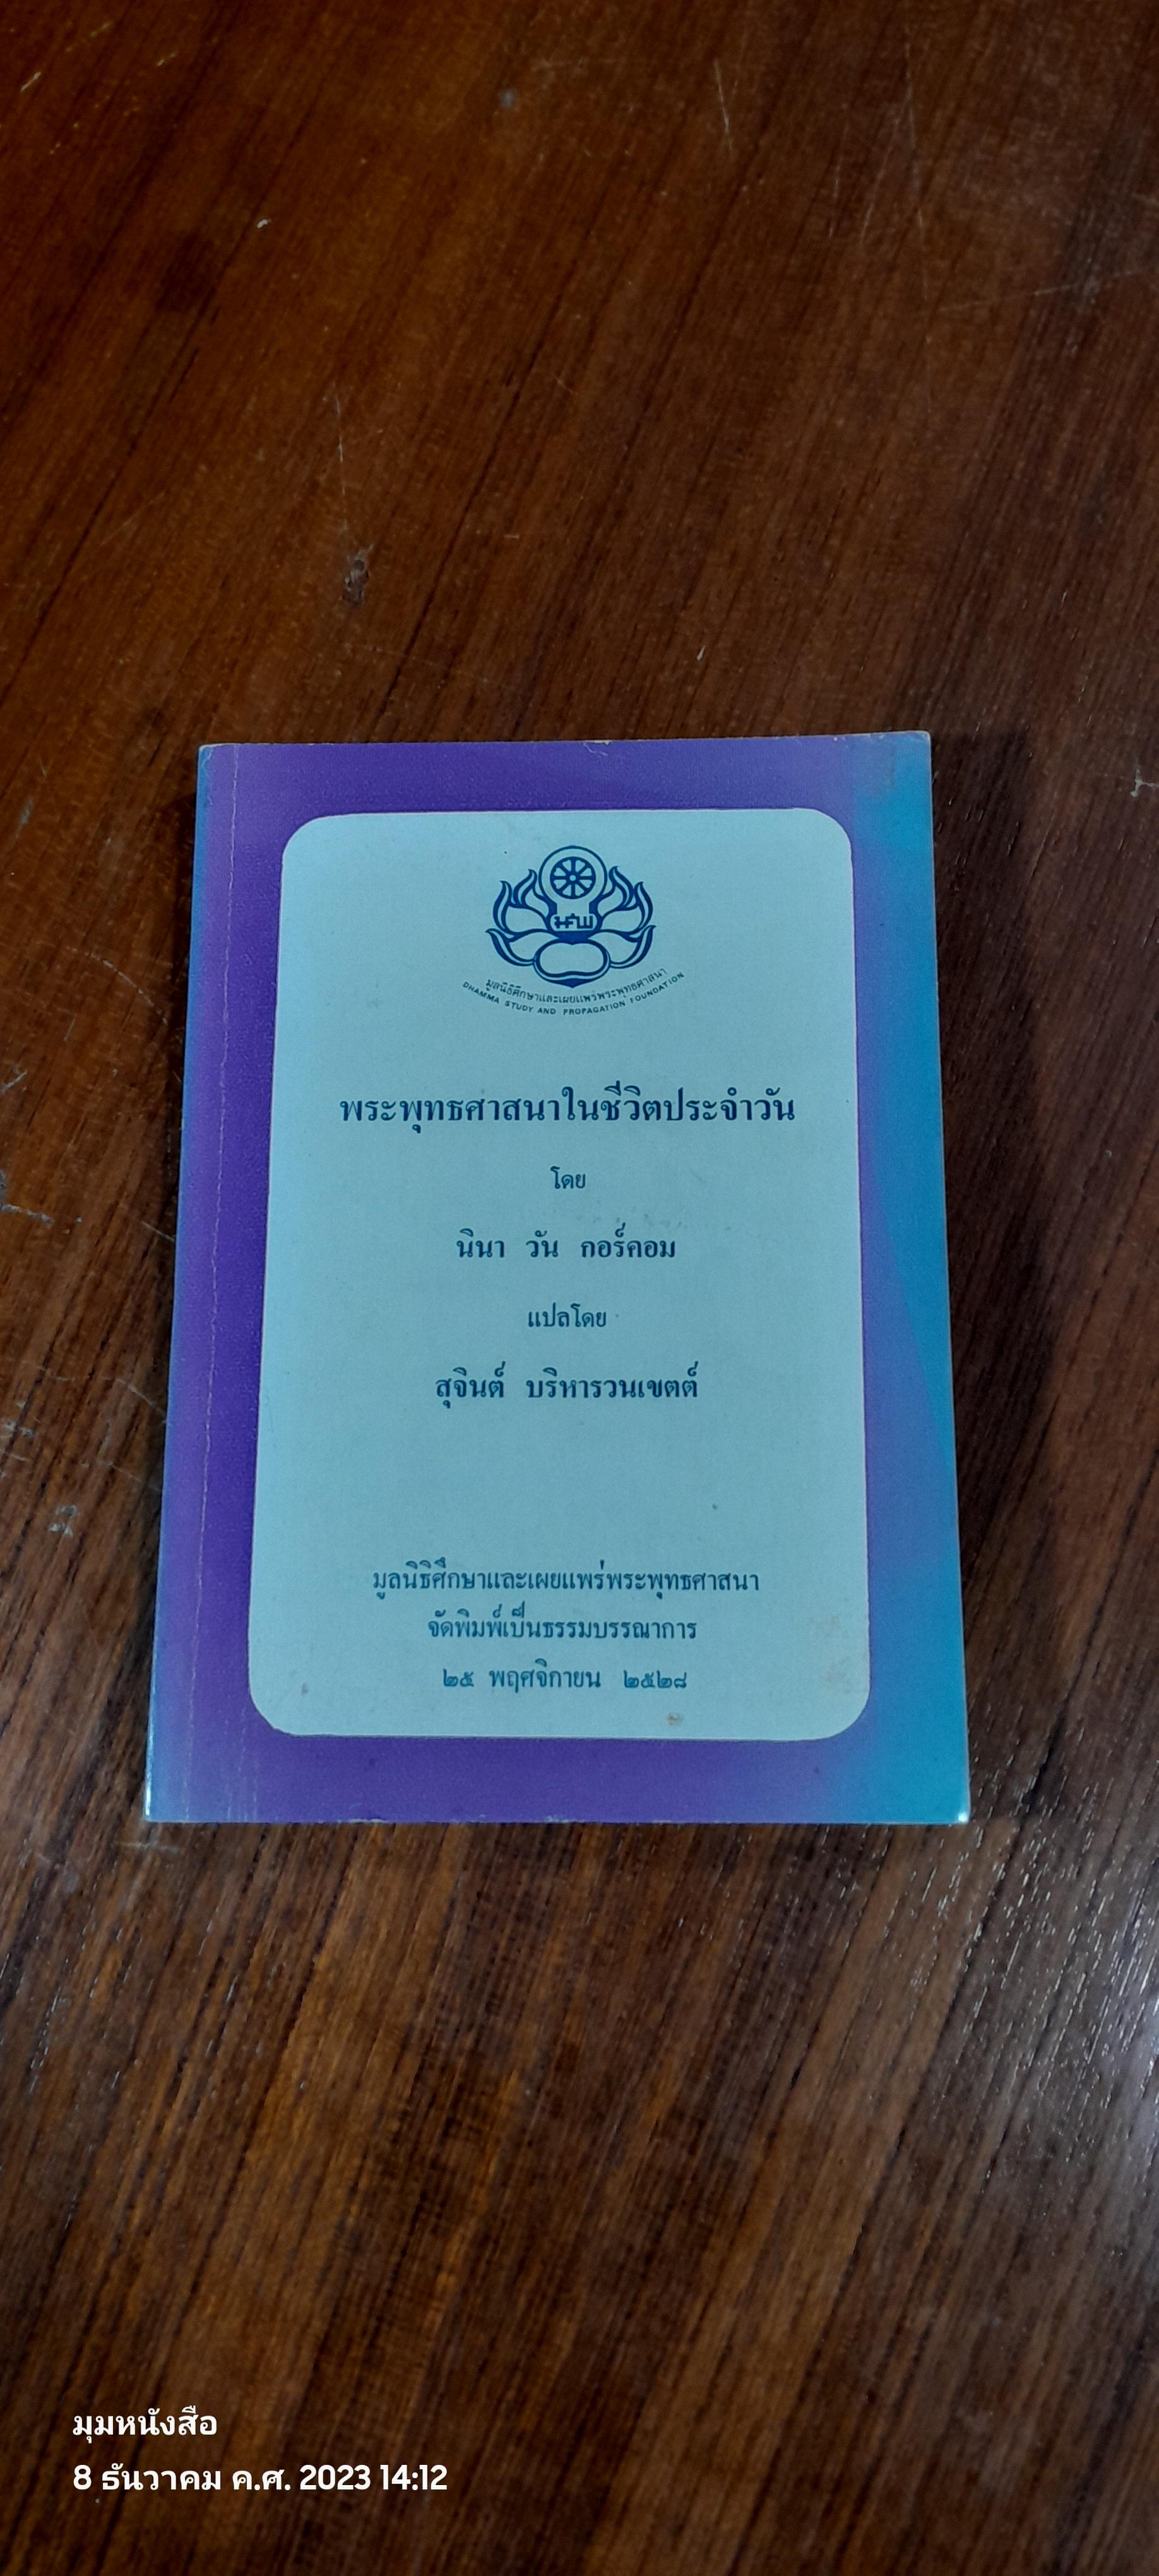 มศพ
มูลนิธิศึกษาและเผยแพร่พระพุทธศาสนา
DHAMMA STUDY AND PROPAGATION FOUNDATION
พระพุทธศาสนาในชีวิตประจำวัน
โดย
นินา วัน กอร์คอม
แปลโดย
สุจินต์ บริหารวนเขตต์
มูลนิธิศึกษาและเผยแพร่พระพุทธศาสนา
จัดพิมพ์เป็นธรรมบรรณาการ
๒๕ พฤศจิกายน ๒๕๒๘
มุมหนังสือ
8 ธันวาคม ค.ศ. 2023 14:12